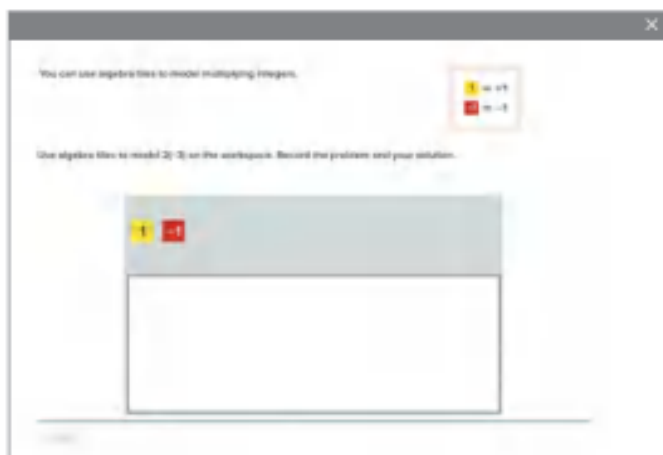 You can use algebra tiles to model multiplying integers.
1 = +1
-1 = -1
Use algebra tiles to model 2(-3) on the workspace. Record the problem and your solution.
1 -1